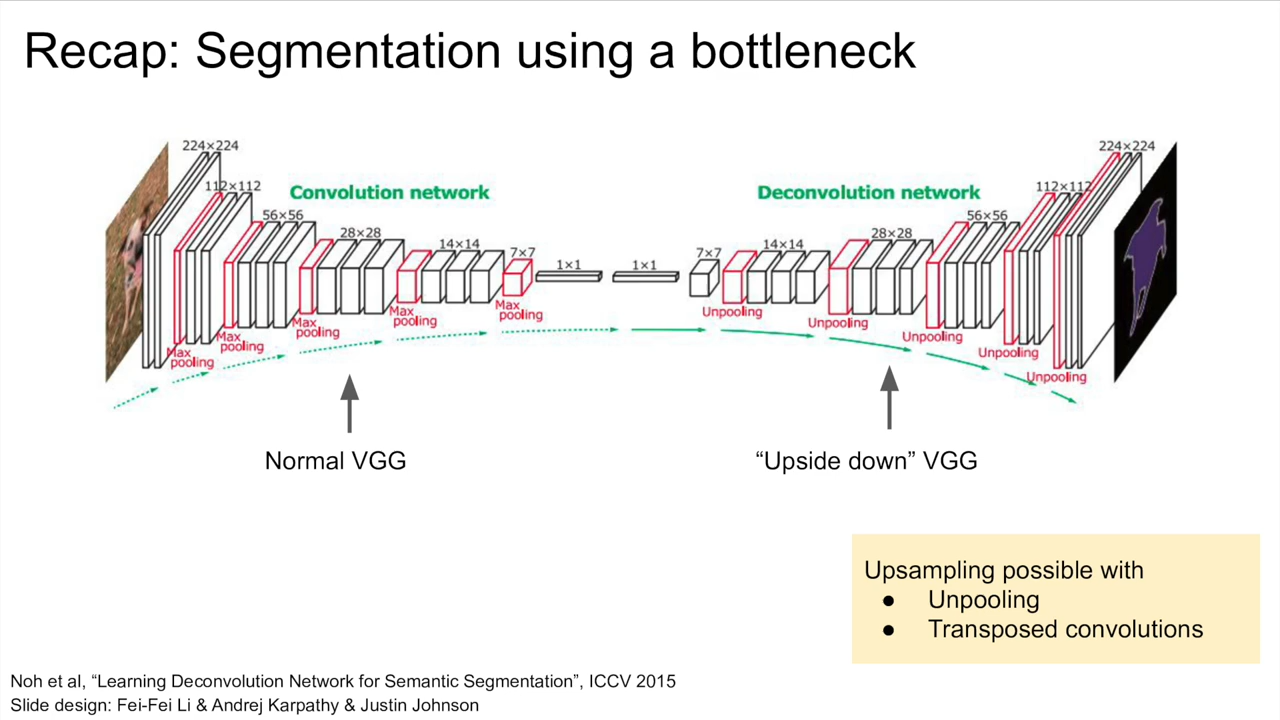 Recap: Segmentation using a bottleneck
224×224
112×112
56×56
28×28
14×14
7×7
1×1
1×1
7×7
14×14
28×28
56×56
112×112
224×224
Convolution network
Deconvolution network
Max
pooling
Max
pooling
Max
pooling
Max
pooling
Max
pooling
Unpooling
Unpooling
Unpooling
Unpooling
Unpooling
Normal VGG
“Upside down” VGG
Upsampling possible with
● Unpooling
● Transposed convolutions
Noh et al, “Learning Deconvolution Network for Semantic Segmentation”, ICCV 2015
Slide design: Fei-Fei Li & Andrej Karpathy & Justin Johnson